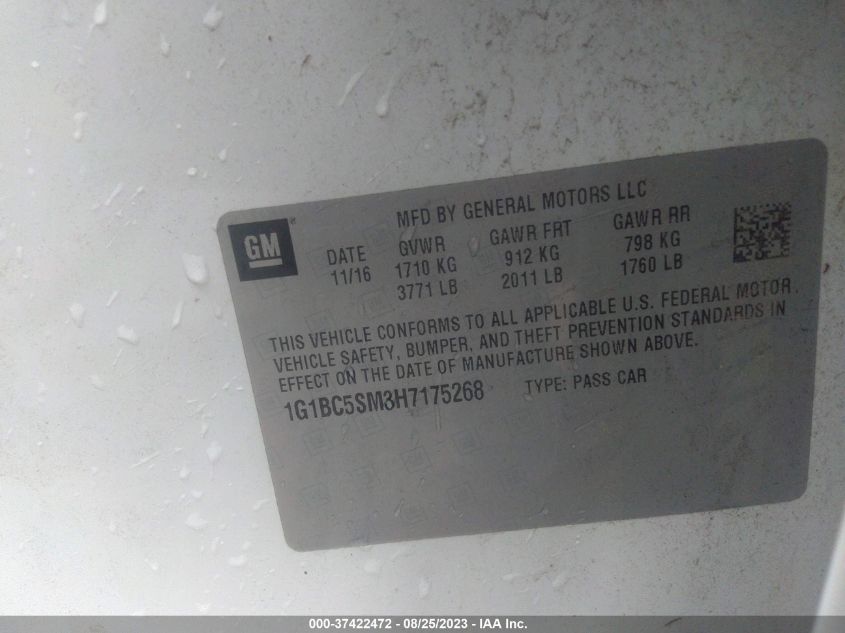 MFD BY GENERAL MOTORS LLC
GM®
DATE GVWR GAWR FRT GAWR RR
11/16 1710 KG 912 KG 798 KG
3771 LB 2011 LB 1760 LB
THIS VEHICLE CONFORMS TO ALL APPLICABLE U.S. FEDERAL MOTOR
VEHICLE SAFETY, BUMPER, AND THEFT PREVENTION STANDARDS IN
EFFECT ON THE DATE OF MANUFACTURE SHOWN ABOVE.
1G1BC5SM3H7175268 TYPE: PASS CAR
000-37422472 - 08/25/2023 - IAA Inc.